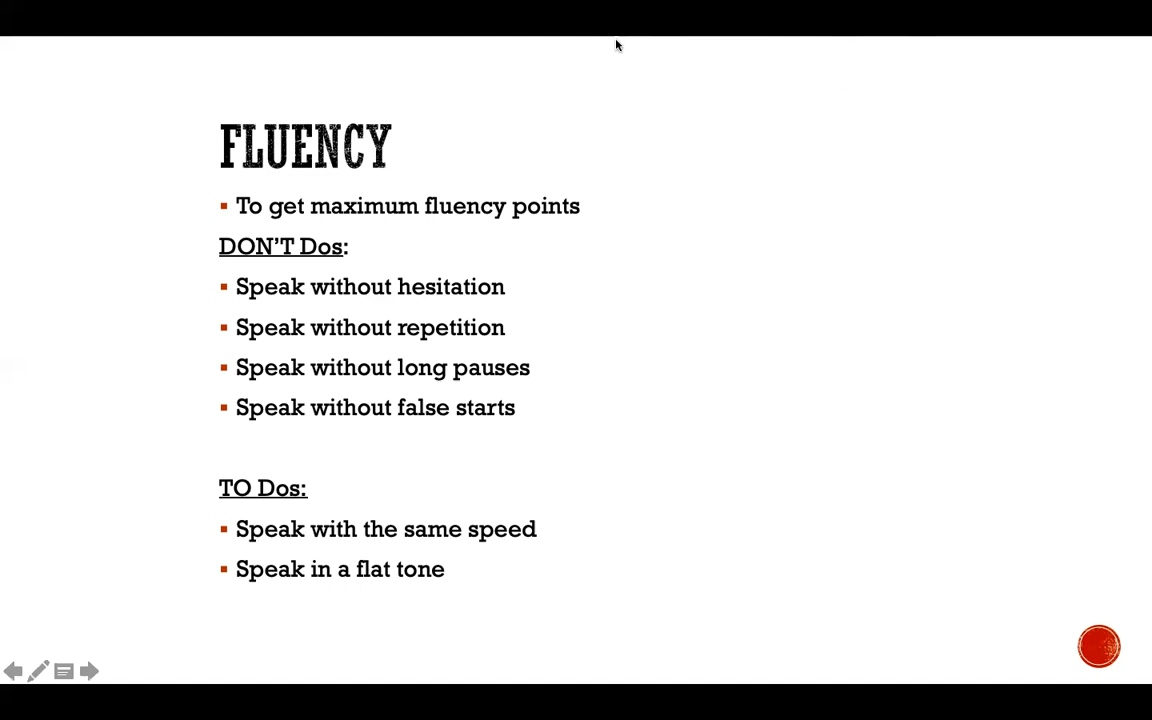 FLUENCY
▪ To get maximum fluency points
DON'T Dos:
▪ Speak without hesitation
▪ Speak without repetition
▪ Speak without long pauses
▪ Speak without false starts
TO Dos:
▪ Speak with the same speed
▪ Speak in a flat tone